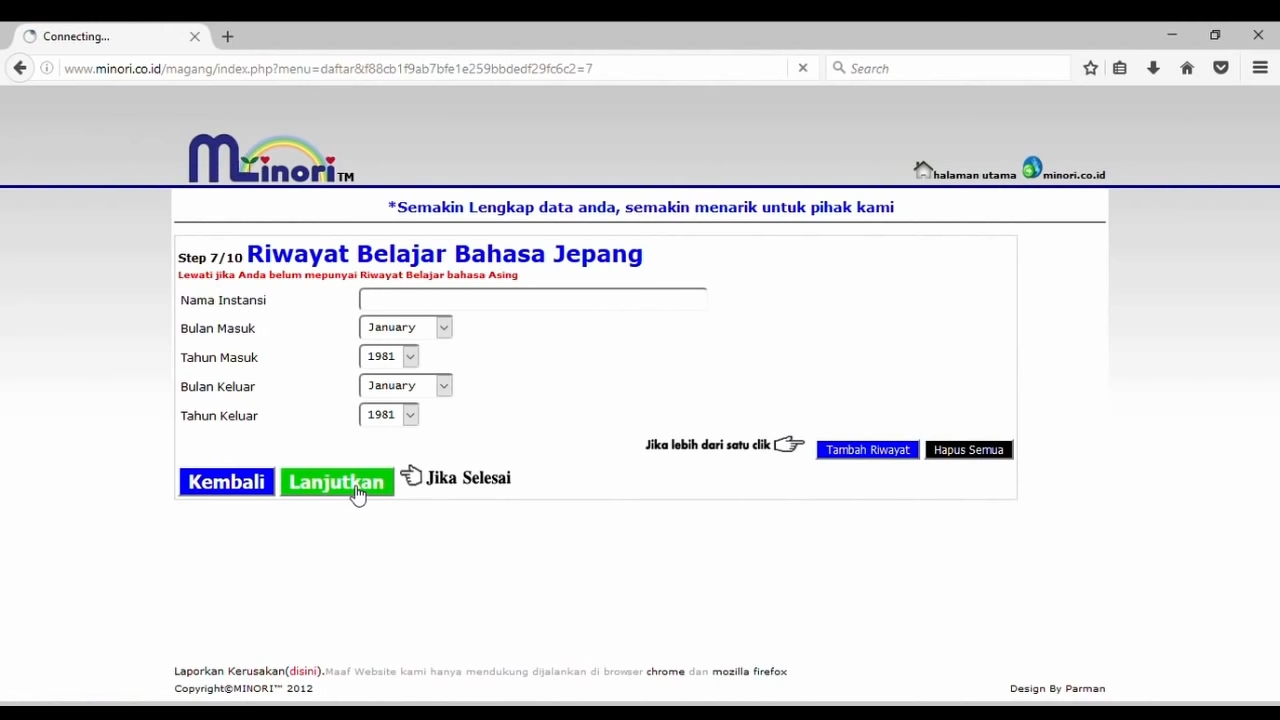 Connecting...
www.minori.co.id/magang/index.php?menu=daftar&f88cb1f9ab7bfe1e259bbdedf29fc6c2=7
Search
Minori™
halaman utama
minori.co.id
*Semakin Lengkap data anda, semakin menarik untuk pihak kami
Step 7/10 Riwayat Belajar Bahasa Jepang
Lewati jika Anda belum mepunyai Riwayat Belajar bahasa Asing
Nama Instansi
Bulan Masuk January
Tahun Masuk 1981
Bulan Keluar January
Tahun Keluar 1981
Jika lebih dari satu clik Tambah Riwayat Hapus Semua
Kembali Lanjutkan Jika Selesai
Laporkan Kerusakan(disini).Maaf Website kami hanya mendukung dijalankan di browser chrome dan mozilla firefox
Copyright©MINORI™ 2012
Design By Parman